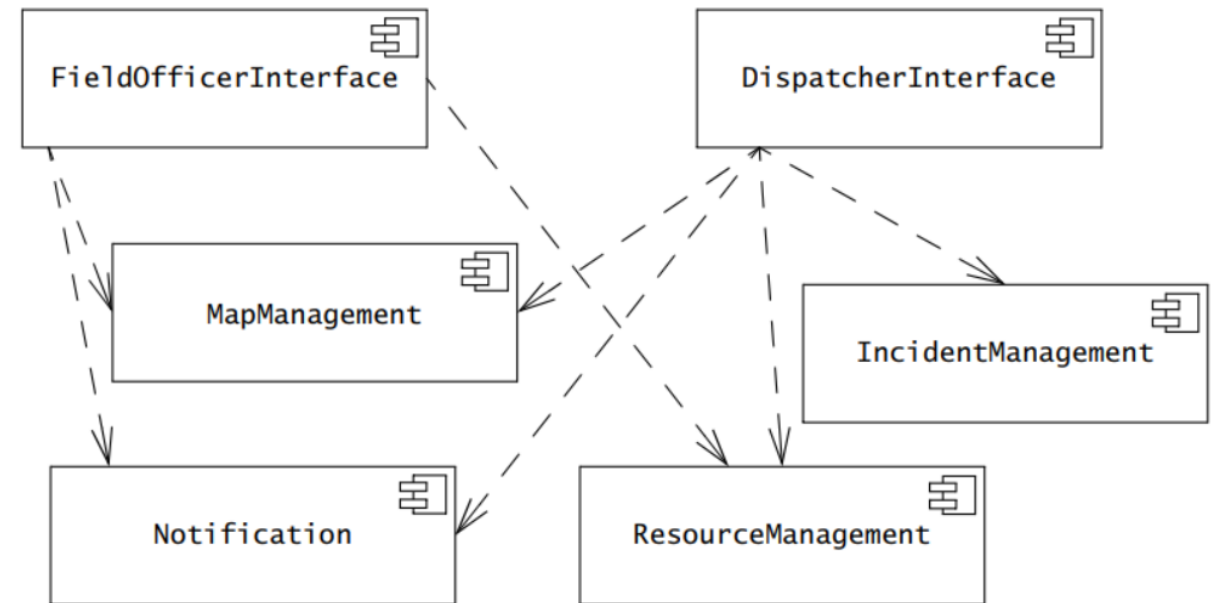 FieldOfficerInterface
DispatcherInterface
MapManagement
IncidentManagement
Notification
ResourceManagement